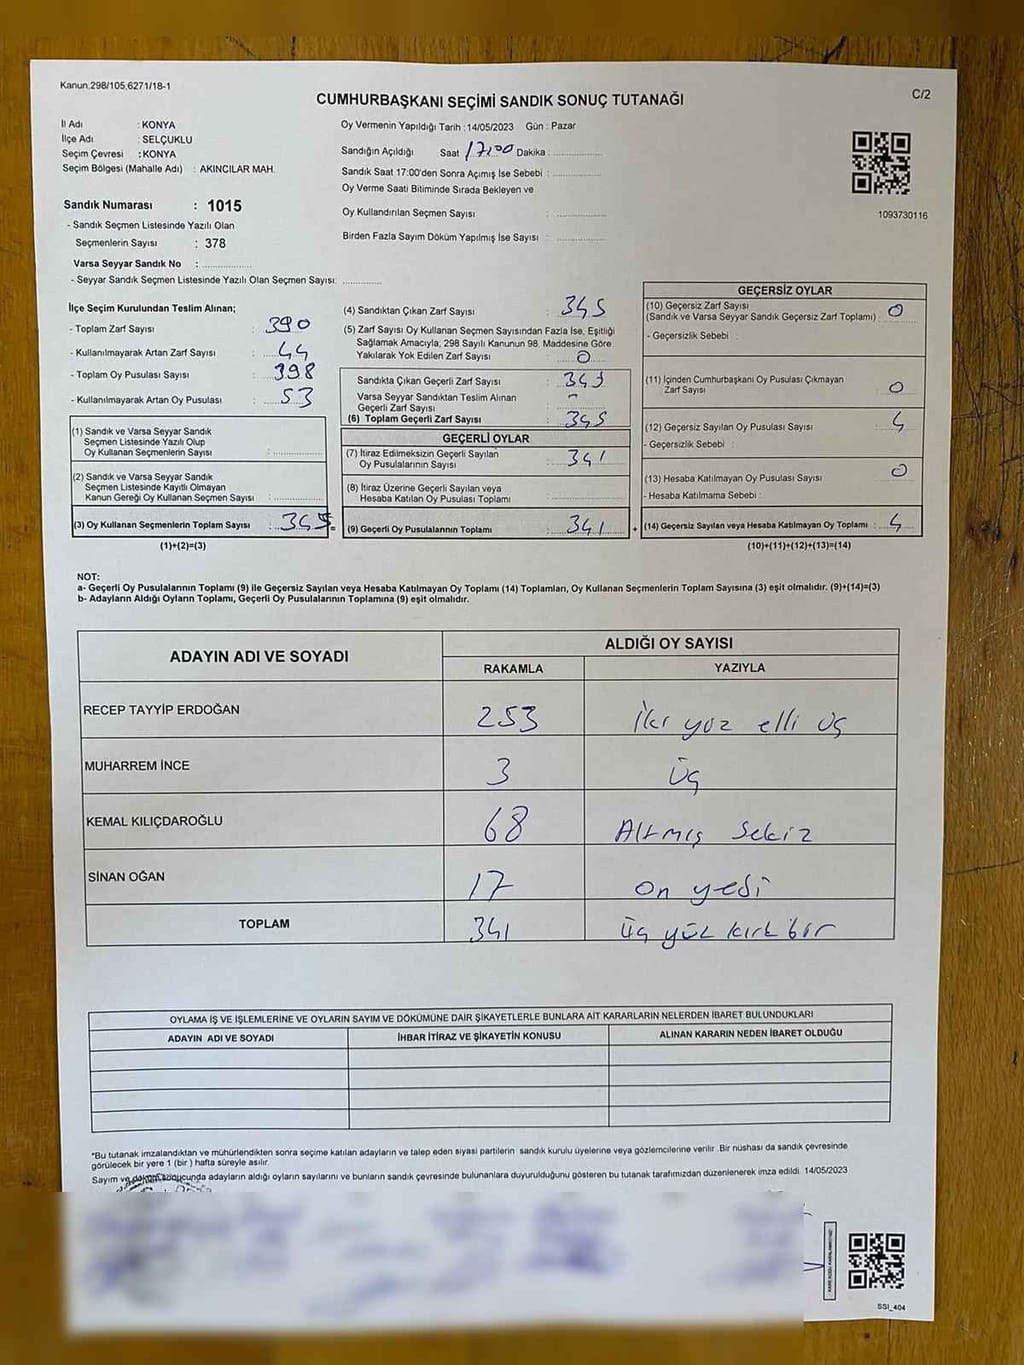 Kanun:298/105,6271/18-1
C/2
CUMHURBAŞKANI SEÇİMİ SANDIK SONUÇ TUTANAĞI
İl Adı : KONYA
İlçe Adı : SELÇUKLU
Seçim Çevresi : KONYA
Seçim Bölgesi (Mahalle Adı) : AKINCILAR MAH.
Sandık Numarası : 1015
- Sandık Seçmen Listesinde Yazılı Olan
Seçmenlerin Sayısı : 378
Varsa Seyyar Sandık No :
- Seyyar Sandık Seçmen Listesinde Yazılı Olan Seçmen Sayısı:
Oy Vermenin Yapıldığı Tarih : 14/05/2023 Gün : Pazar
Sandığın Açıldığı Saat 17,00 Dakika :
Sandık Saat 17:00'den Sonra Açımış İse Sebebi :
Oy Verme Saati Bitiminde Sırada Bekleyen ve
Oy Kullandırılan Seçmen Sayısı :
Birden Fazla Sayım Döküm Yapılmış İse Sayısı :
1093730116
İlçe Seçim Kurulundan Teslim Alınan;
- Toplam Zarf Sayısı : 390
- Kullanılmayarak Artan Zarf Sayısı : 44
- Toplam Oy Pusulası Sayısı : 398
- Kullanılmayarak Artan Oy Pusulası : 53
(1) Sandık ve Varsa Seyyar Sandık
Seçmen Listesinde Yazılı Olup
Oy Kullanan Seçmenlerin Sayısı :
(2) Sandık ve Varsa Seyyar Sandık
Seçmen Listesinde Kayıtlı Olmayan
Kanun Gereği Oy Kullanan Seçmen Sayısı :
(3) Oy Kullanan Seçmenlerin Toplam Sayısı : 345 =
(1)+(2)=(3)
(4) Sandıktan Çıkan Zarf Sayısı : 345
(5) Zarf Sayısı Oy Kullanan Seçmen Sayısından Fazla İse, Eşitliği
Sağlamak Amacıyla, 298 Sayılı Kanunun 98. Maddesine Göre
Yakılarak Yok Edilen Zarf Sayısı : 0
Sandıkta Çıkan Geçerli Zarf Sayısı : 345
Varsa Seyyar Sandıktan Teslim Alınan
Geçerli Zarf Sayısı : -
(6) Toplam Geçerli Zarf Sayısı : 345
GEÇERLİ OYLAR
(7) İtiraz Edilmeksizin Geçerli Sayılan
Oy Pusulalarının Sayısı : 341
(8) İtiraz Üzerine Geçerli Sayılan veya
Hesaba Katılan Oy Pusulası Toplamı :
(9) Geçerli Oy Pusulalarının Toplamı : 341 +
GEÇERSİZ OYLAR
(10) Geçersiz Zarf Sayısı
(Sandık ve Varsa Seyyar Sandık Geçersiz Zarf Toplamı) : 0
- Geçersizlik Sebebi :
(11) İçinden Cumhurbaşkanı Oy Pusulası Çıkmayan
Zarf Sayısı : 0
(12) Geçersiz Sayılan Oy Pusulası Sayısı : 4
- Geçersizlik Sebebi :
(13) Hesaba Katılmayan Oy Pusulası Sayısı : 0
- Hesaba Katılmama Sebebi :
(14) Geçersiz Sayılan veya Hesaba Katılmayan Oy Toplamı : 4
(10)+(11)+(12)+(13)=(14)
NOT:
a- Geçerli Oy Pusulalarının Toplamı (9) ile Geçersiz Sayılan veya Hesaba Katılmayan Oy Toplamı (14) Toplamları, Oy Kullanan Seçmenlerin Toplam Sayısına (3) eşit olmalıdır. (9)+(14)=(3)
b- Adayların Aldığı Oyların Toplamı, Geçerli Oy Pusulalarının Toplamına (9) eşit olmalıdır.
ADAYIN ADI VE SOYADI
ALDIĞI OY SAYISI
RAKAMLA YAZIYLA
RECEP TAYYİP ERDOĞAN 253 İki yüz elli üç
MUHARREM İNCE 3 Üç
KEMAL KILIÇDAROĞLU 68 Altmış Sekiz
SİNAN OĞAN 17 On yedi
TOPLAM 341 Üç yüz kırk bir
OYLAMA İŞ VE İŞLEMLERİNE VE OYLARIN SAYIM VE DÖKÜMÜNE DAİR ŞİKAYETLERLE BUNLARA AİT KARARLARIN NELERDEN İBARET BULUNDUKLARI
ADAYIN ADI VE SOYADI İHBAR İTİRAZ VE ŞİKAYETİN KONUSU ALINAN KARARIN NEDEN İBARET OLDUĞU
*Bu tutanak imzalandıktan ve mühürlendikten sonra seçime katılan adayların ve talep eden siyasi partilerin sandık kurulu üyelerine veya gözlemcilerine verilir. Bir nüshası da sandık çevresinde
görülecek bir yere 1 (bir ) hafta süreyle asılır.
Sayım ve döküm sonucunda adayların aldığı oyların sayılarını ve bunların sandık çevresinde bulunanlara duyurulduğunu gösteren bu tutanak tarafımızdan düzenlenerek imza edildi. 14/05/2023
SSI_404